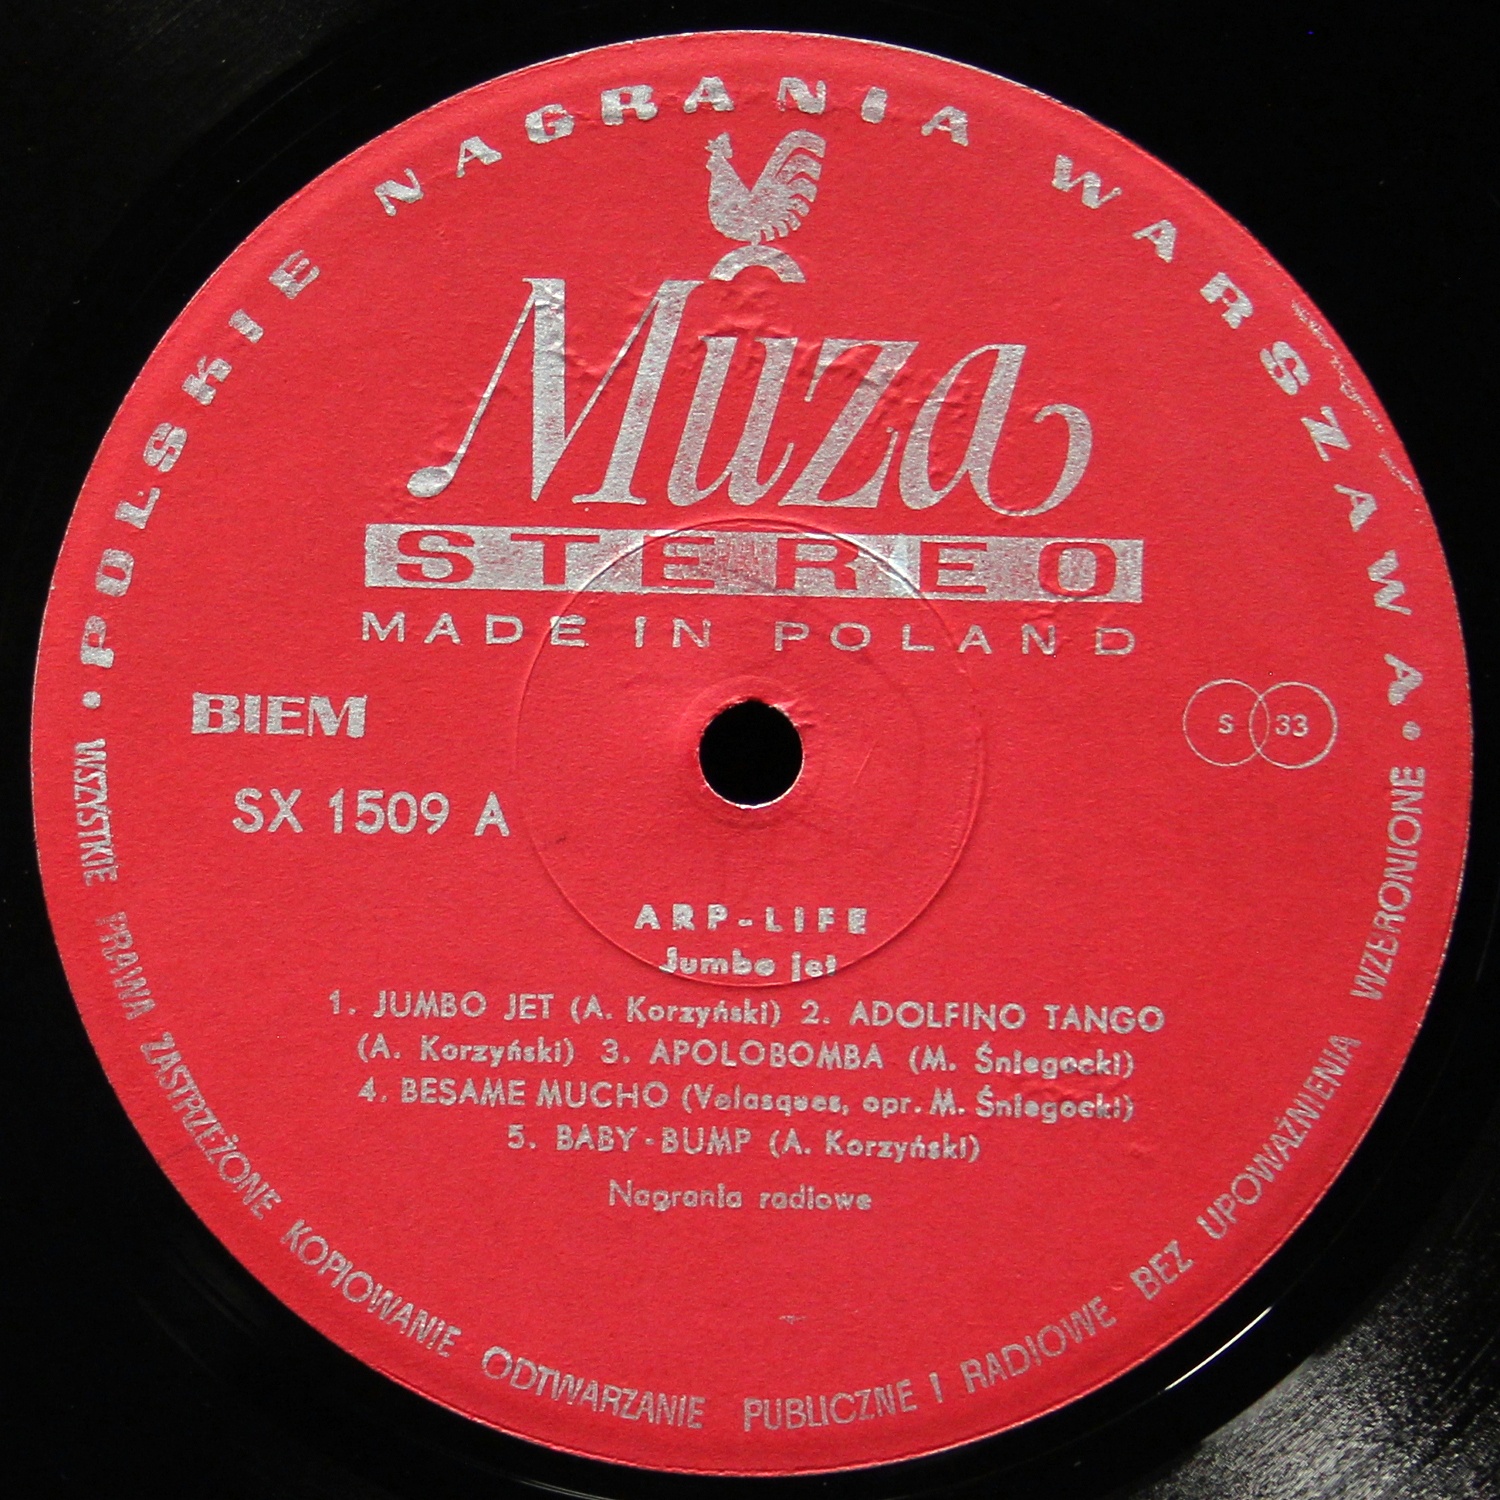 POLSKIE NAGRANIA WARSZAWA
Muza
STEREO
MADE IN POLAND
BIEM
S 33
SX 1509 A
ARP-LIFE
Jumbo jet
1. JUMBO JET (A. Korzyński) 2. ADOLFINO TANGO
(A. Korzyński) 3. APOLOBOMBA (M. Śniegocki)
4. BESAME MUCHO (Velasques, opr. M. Śniegocki)
5. BABY-BUMP (A. Korzyński)
Nagrania radiowe
WSZYSTKIE PRAWA ZASTRZEŻONE KOPIOWANIE ODTWARZANIE PUBLICZNE I RADIOWE BEZ UPOWAŻNIENIA WZBRONIONE